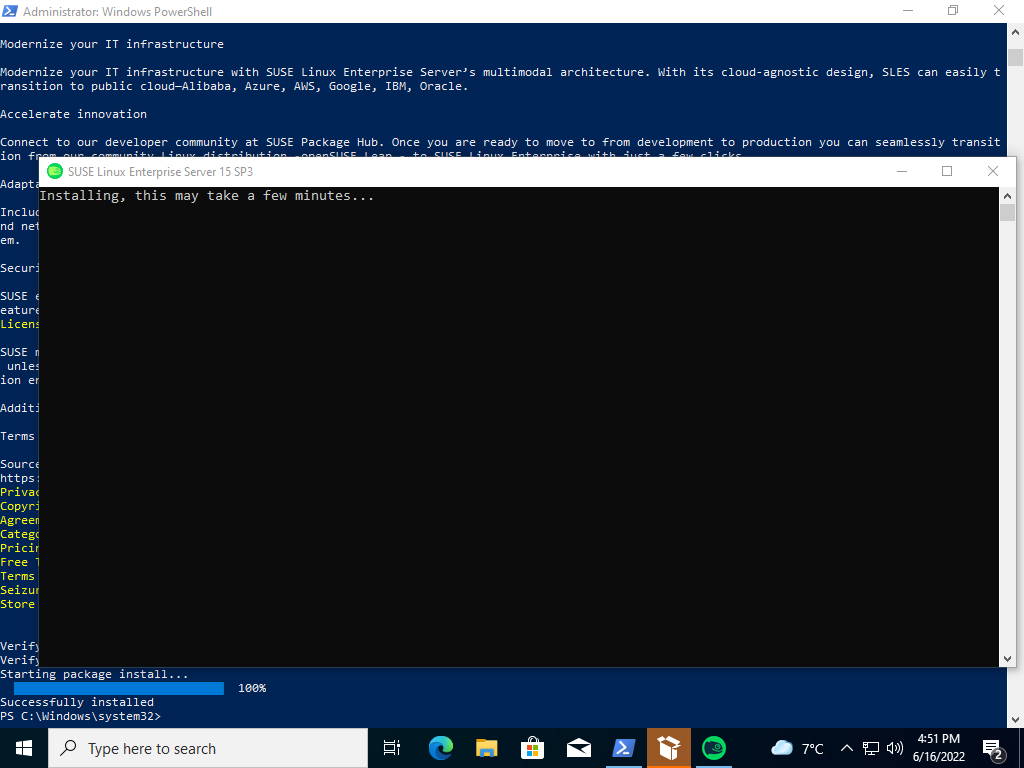 Administrator: Windows PowerShell
Modernize your IT infrastructure
Modernize your IT infrastructure with SUSE Linux Enterprise Server's multimodal architecture. With its cloud-agnostic design, SLES can easily t
ransition to public cloud—Alibaba, Azure, AWS, Google, IBM, Oracle.
Accelerate innovation
Connect to our developer community at SUSE Package Hub. Once you are ready to move to from development to production you can seamlessly transit
ion from our community Linux distribution -openSUSE Leap - to SUSE Linux Enterprise with just a few clicks
SUSE Linux Enterprise Server 15 SP3
Installing, this may take a few minutes...
Adapta
Includ
nd net
em.
Securi
SUSE e
eature
Licens
SUSE m
unles
ion en
Additi
Terms
Source
https:
Privac
Copyri
Agreem
Catego
Pricin
Free T
Terms
Seizur
Store
Verify
Verify
Starting package install...
100%
Successfully installed
PS C:\Windows\system32>
Type here to search
7°C
4:51 PM
6/16/2022
2